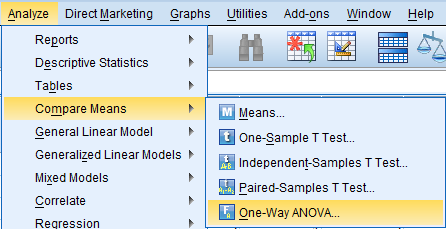 Analyze Direct Marketing Graphs Utilities Add-ons Window Help
Reports
Descriptive Statistics
Tables
Compare Means
General Linear Model
Generalized Linear Models
Mixed Models
Correlate
Regression
M Means...
t One-Sample T Test...
Independent-Samples T Test...
Paired-Samples T Test...
One-Way ANOVA...